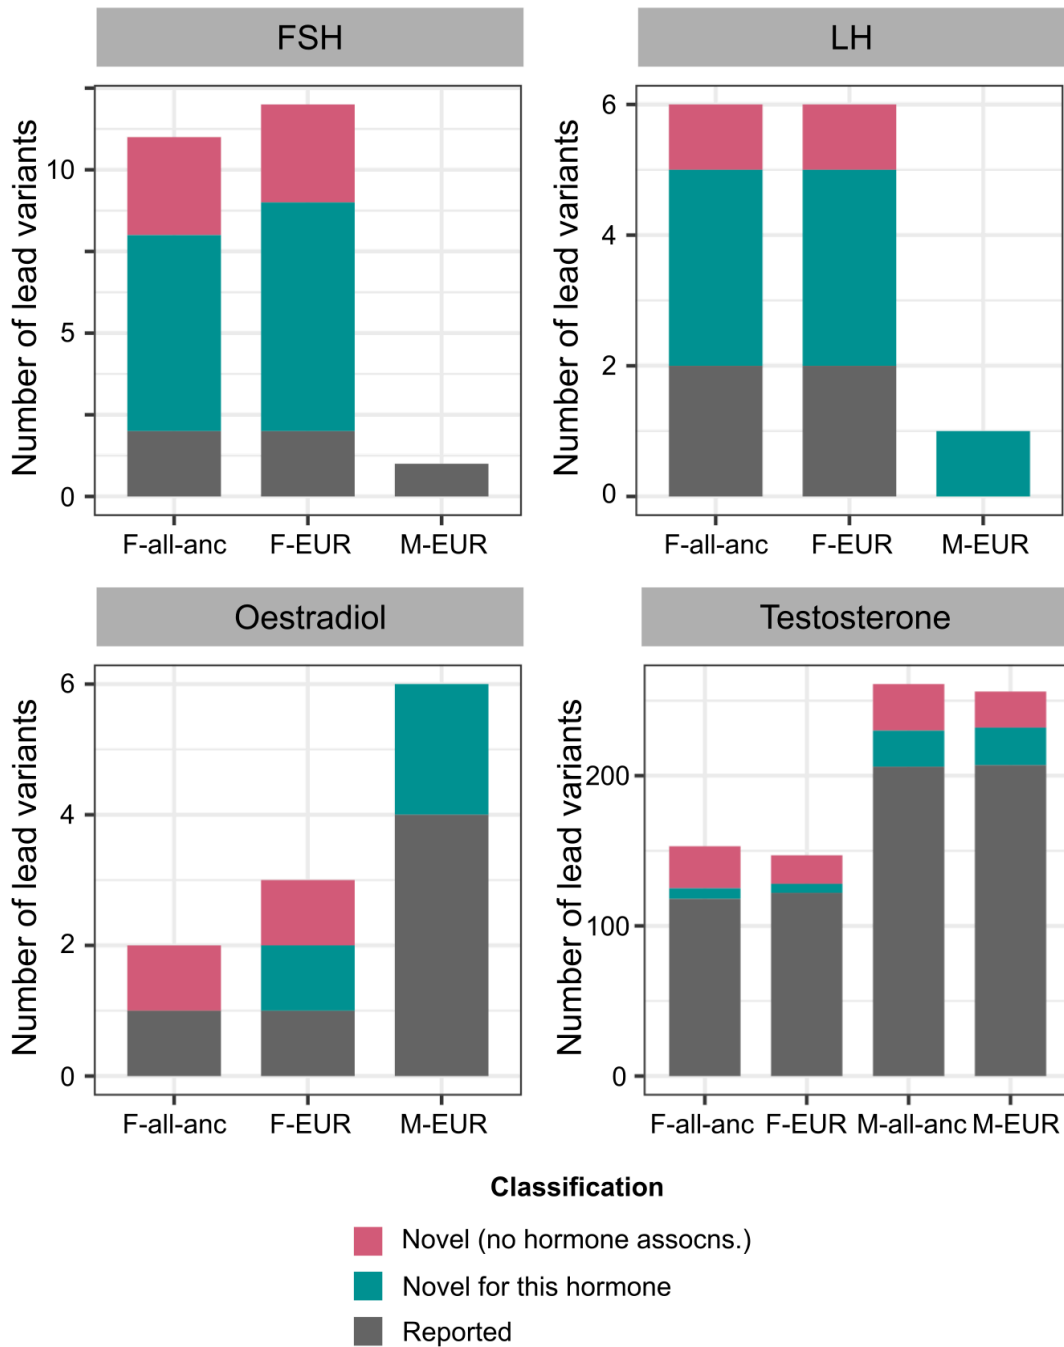 FSH
Number of lead variants
10
5
0
F-all-anc F-EUR M-EUR
LH
Number of lead variants
6
4
2
0
F-all-anc F-EUR M-EUR
Oestradiol
Number of lead variants
6
4
2
0
F-all-anc F-EUR M-EUR
Testosterone
Number of lead variants
200
100
0
F-all-anc F-EUR M-all-anc M-EUR
Classification
Novel (no hormone assocns.)
Novel for this hormone
Reported